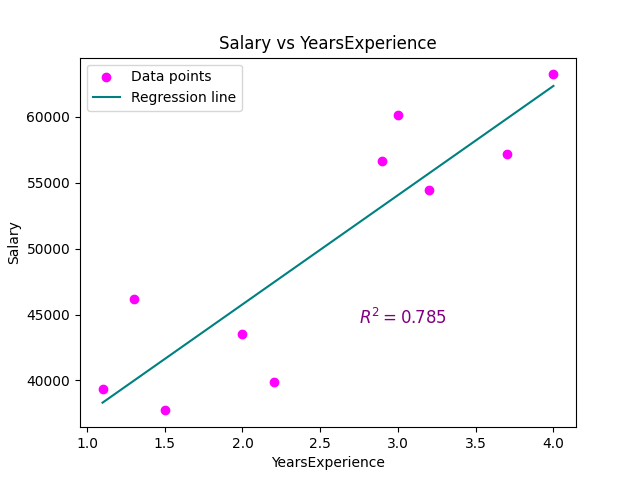 Salary vs YearsExperience
Data points
Regression line
60000
55000
50000
45000
40000
Salary
R² = 0.785
1.0 1.5 2.0 2.5 3.0 3.5 4.0
YearsExperience